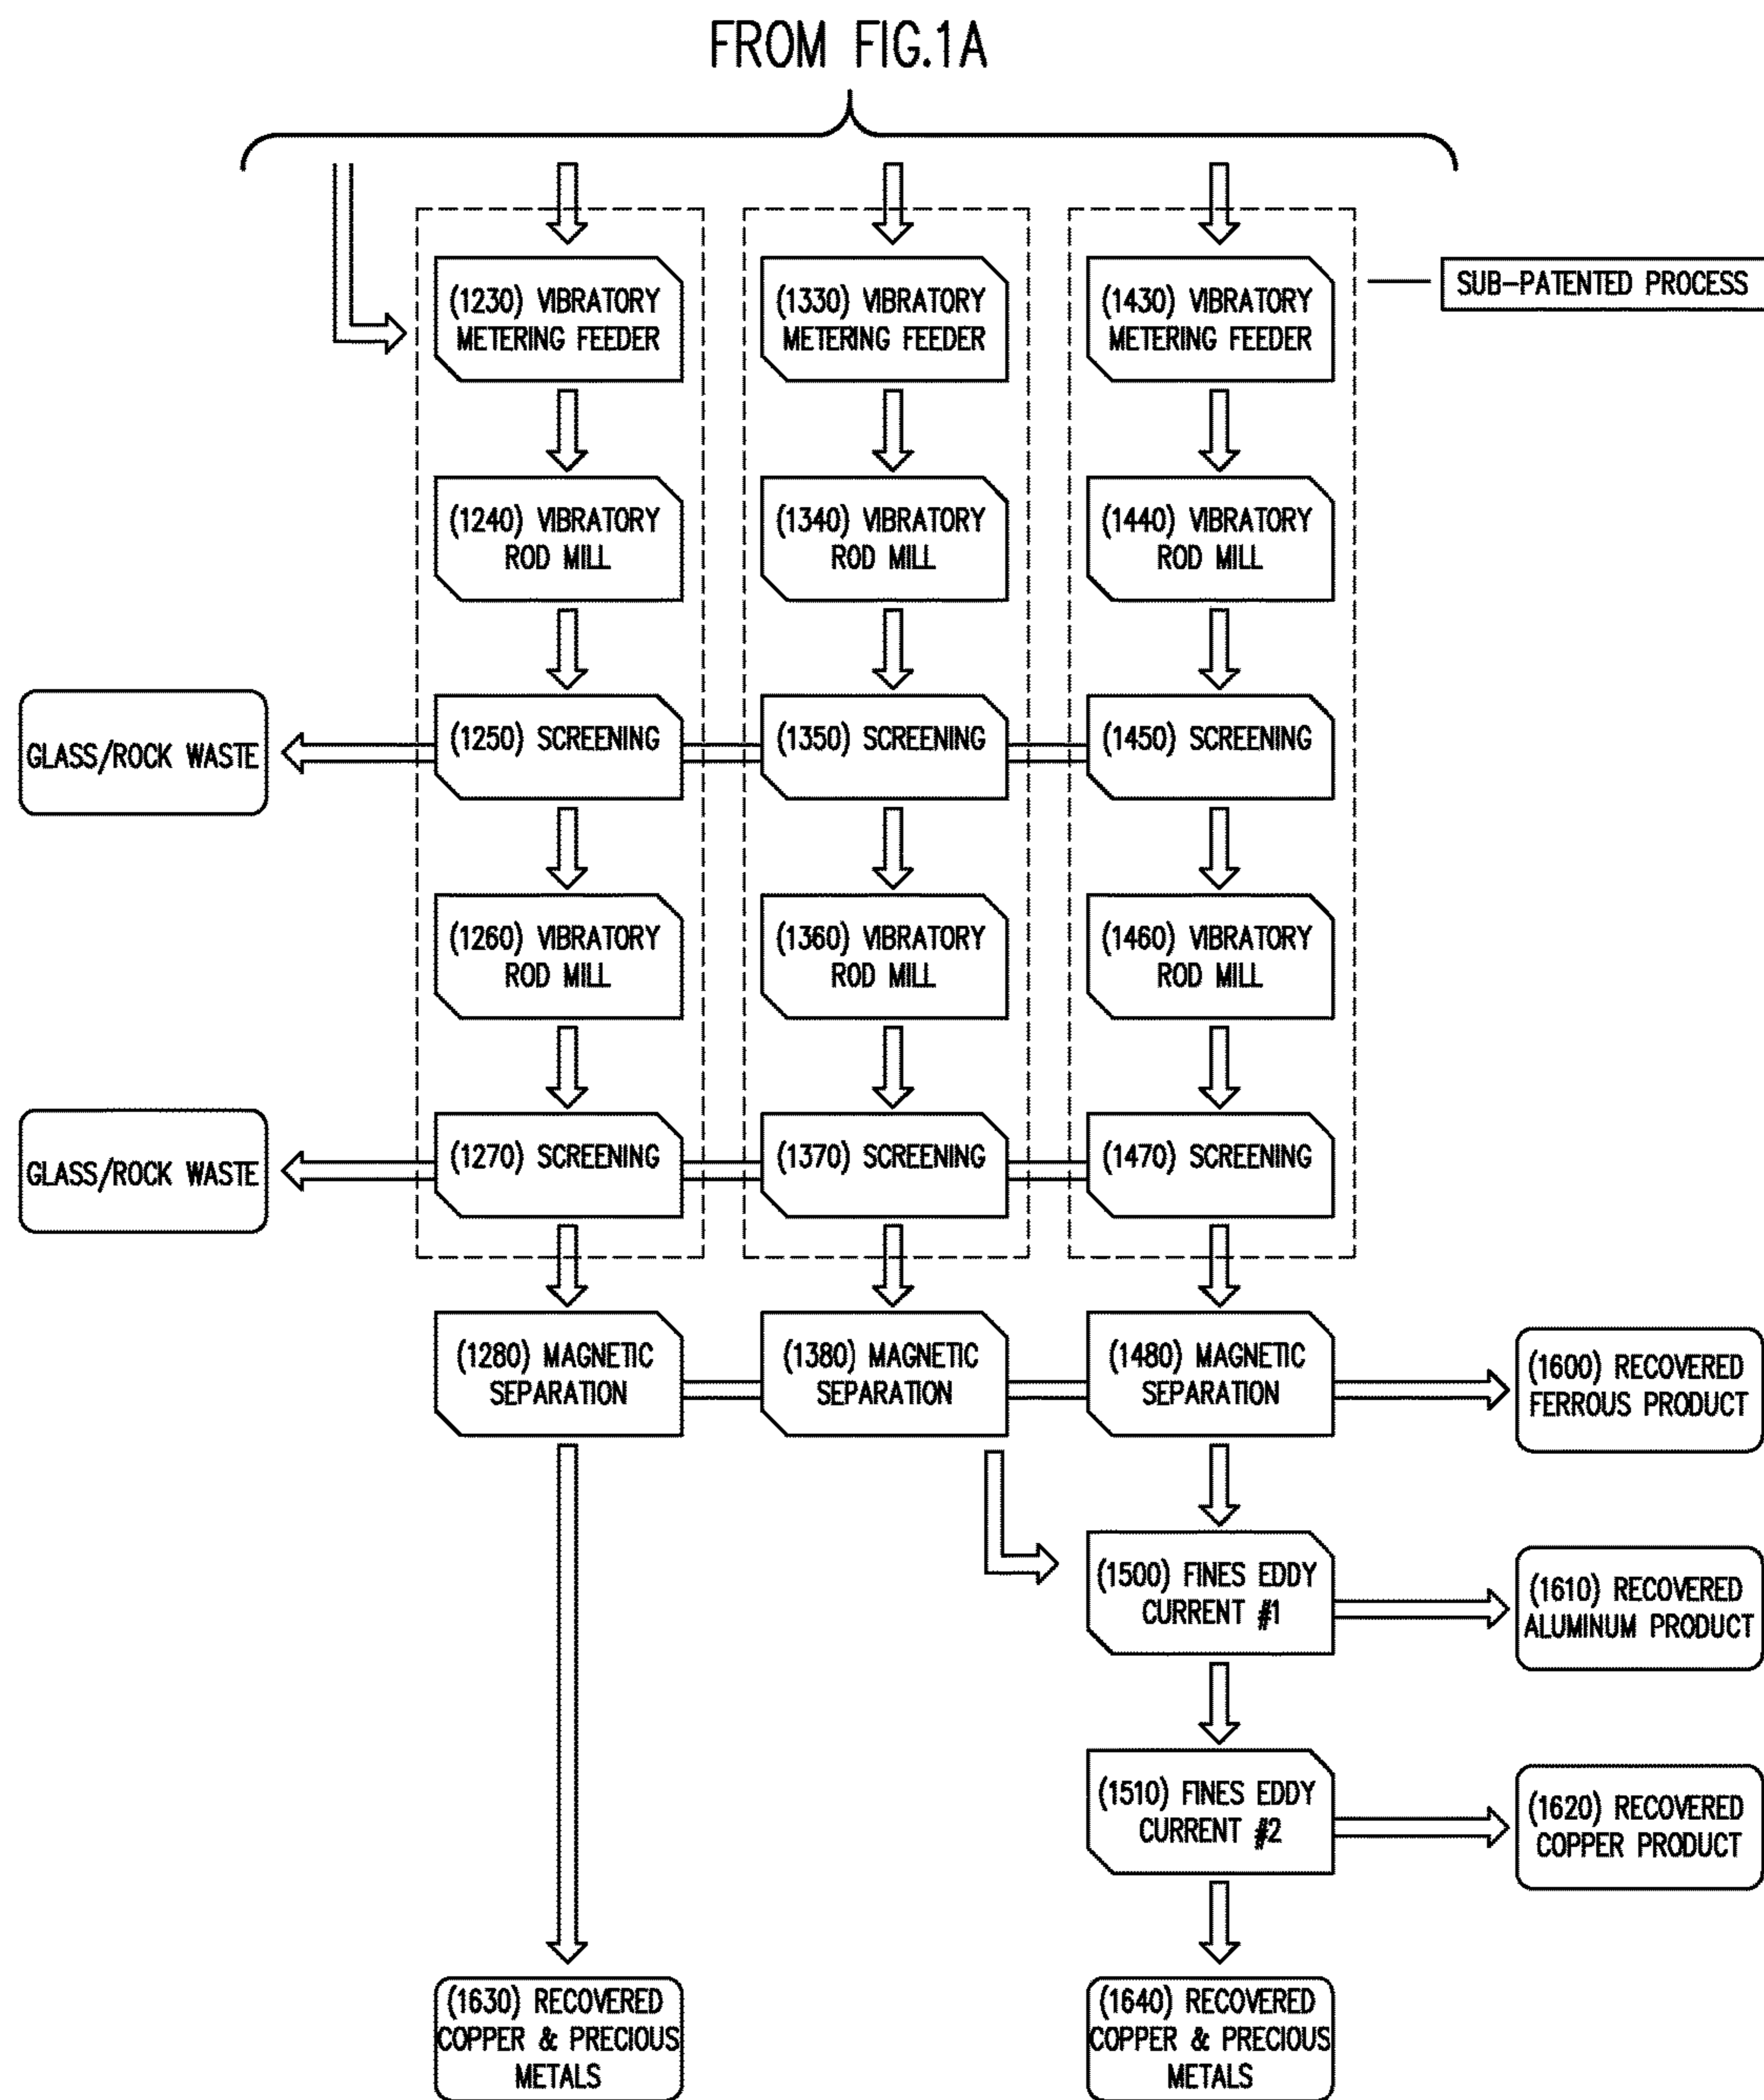 FROM FIG.1A
(1230) VIBRATORY
METERING FEEDER
(1330) VIBRATORY
METERING FEEDER
(1430) VIBRATORY
METERING FEEDER
SUB-PATENTED PROCESS
(1240) VIBRATORY
ROD MILL
(1340) VIBRATORY
ROD MILL
(1440) VIBRATORY
ROD MILL
GLASS/ROCK WASTE
(1250) SCREENING
(1350) SCREENING
(1450) SCREENING
(1260) VIBRATORY
ROD MILL
(1360) VIBRATORY
ROD MILL
(1460) VIBRATORY
ROD MILL
GLASS/ROCK WASTE
(1270) SCREENING
(1370) SCREENING
(1470) SCREENING
(1280) MAGNETIC
SEPARATION
(1380) MAGNETIC
SEPARATION
(1480) MAGNETIC
SEPARATION
(1600) RECOVERED
FERROUS PRODUCT
(1500) FINES EDDY
CURRENT #1
(1610) RECOVERED
ALUMINUM PRODUCT
(1510) FINES EDDY
CURRENT #2
(1620) RECOVERED
COPPER PRODUCT
(1630) RECOVERED
COPPER & PRECIOUS
METALS
(1640) RECOVERED
COPPER & PRECIOUS
METALS